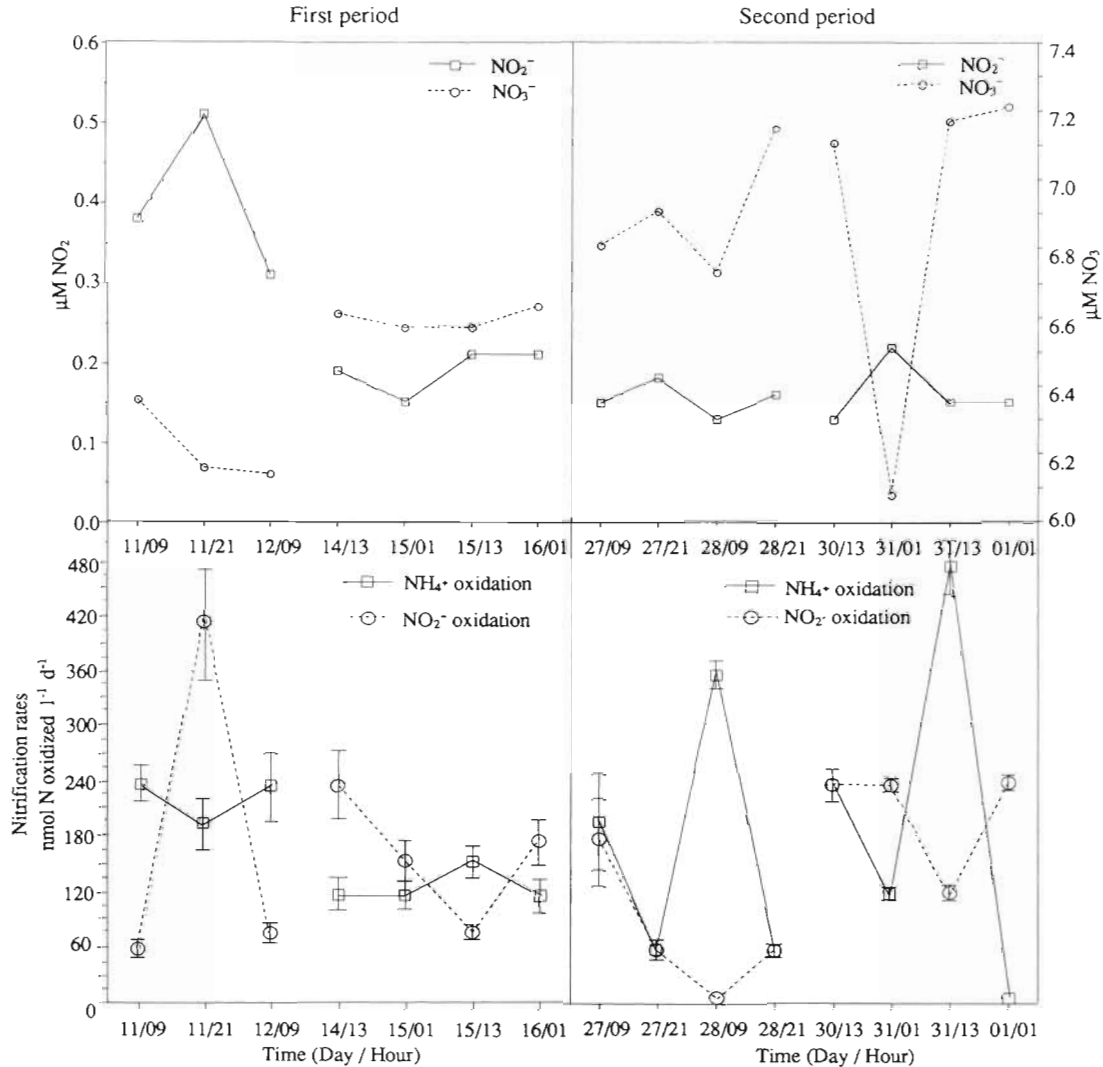 First period
Second period
0.6
0.5
0.4
0.3
0.2
0.1
0.0
µM NO₂
NO₂⁻
NO₃⁻
NO₂⁻
NO₃⁻
7.4
7.2
7.0
6.8
6.6
6.4
6.2
6.0
µM NO₃
11/09 11/21 12/09 14/13 15/01 15/13 16/01
27/09 27/21 28/09 28/21 30/13 31/01 31/13 01/01
480
420
360
300
240
180
120
60
0
Nitrification rates
nmol N oxidized l⁻¹ d⁻¹
NH₄⁺ oxidation
NO₂⁻ oxidation
NH₄⁺ oxidation
NO₂⁻ oxidation
11/09 11/21 12/09 14/13 15/01 15/13 16/01
27/09 27/21 28/09 28/21 30/13 31/01 31/13 01/01
Time (Day / Hour)
Time (Day / Hour)